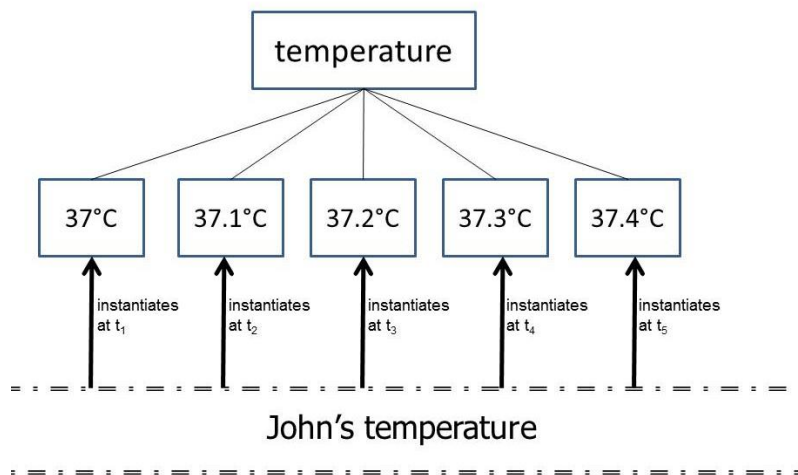 temperature
37°C
37.1°C
37.2°C
37.3°C
37.4°C
instantiates
at t₁
instantiates
at t₂
instantiates
at t₃
instantiates
at t₄
instantiates
at t₅
John's temperature